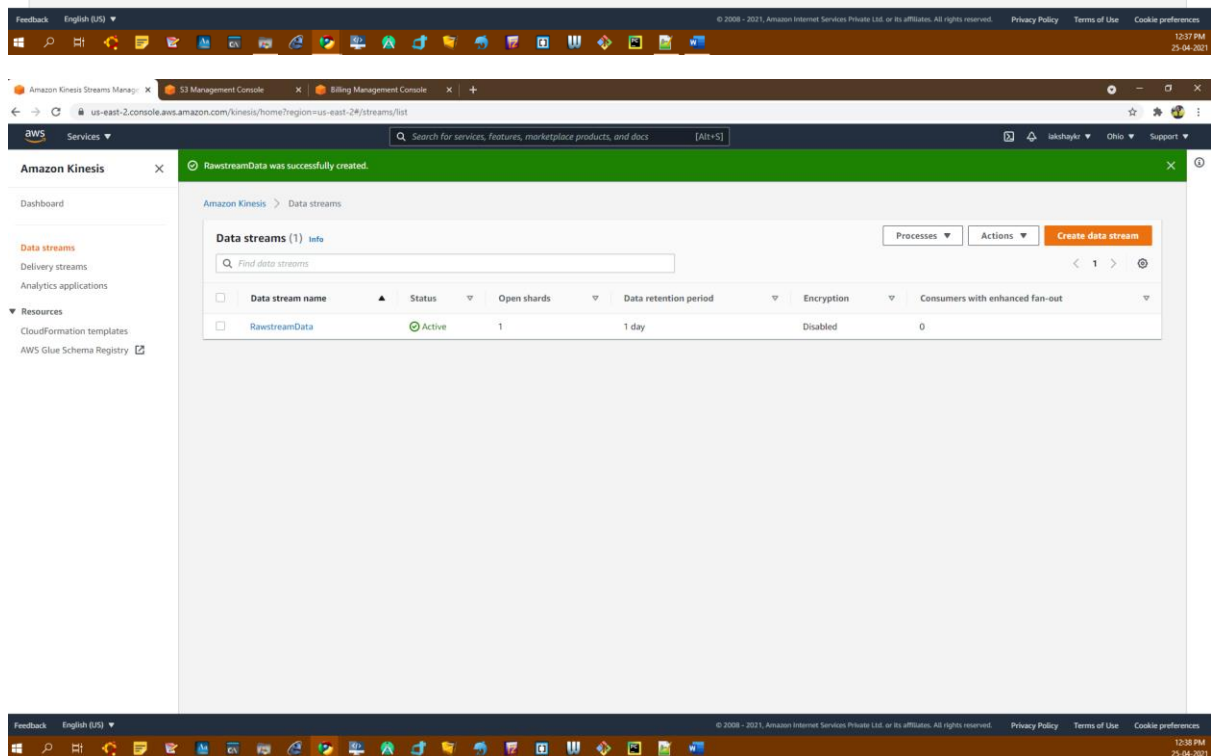 Feedback English (US) ▼ © 2008 - 2021, Amazon Internet Services Private Ltd. or its affiliates. All rights reserved. Privacy Policy Terms of Use Cookie preferences
12:37 PM
25-04-2021
Amazon Kinesis Streams Manag S3 Management Console Billing Management Console
us-east-2.console.aws.amazon.com/kinesis/home?region=us-east-2#/streams/list
aws Services ▼ Search for services, features, marketplace products, and docs [Alt+S] Ohio ▼ Support ▼
Amazon Kinesis
RawstreamData was successfully created.
Dashboard
Amazon Kinesis > Data streams
Data streams
Delivery streams
Analytics applications
▼ Resources
CloudFormation templates
AWS Glue Schema Registry
Data streams (1) Info
Processes ▼ Actions ▼ Create data stream
Find data streams
< 1 >
Data stream name Status Open shards Data retention period Encryption Consumers with enhanced fan-out
RawstreamData Active 1 1 day Disabled 0
Feedback English (US) ▼ © 2008 - 2021, Amazon Internet Services Private Ltd. or its affiliates. All rights reserved. Privacy Policy Terms of Use Cookie preferences
12:38 PM
25-04-2021